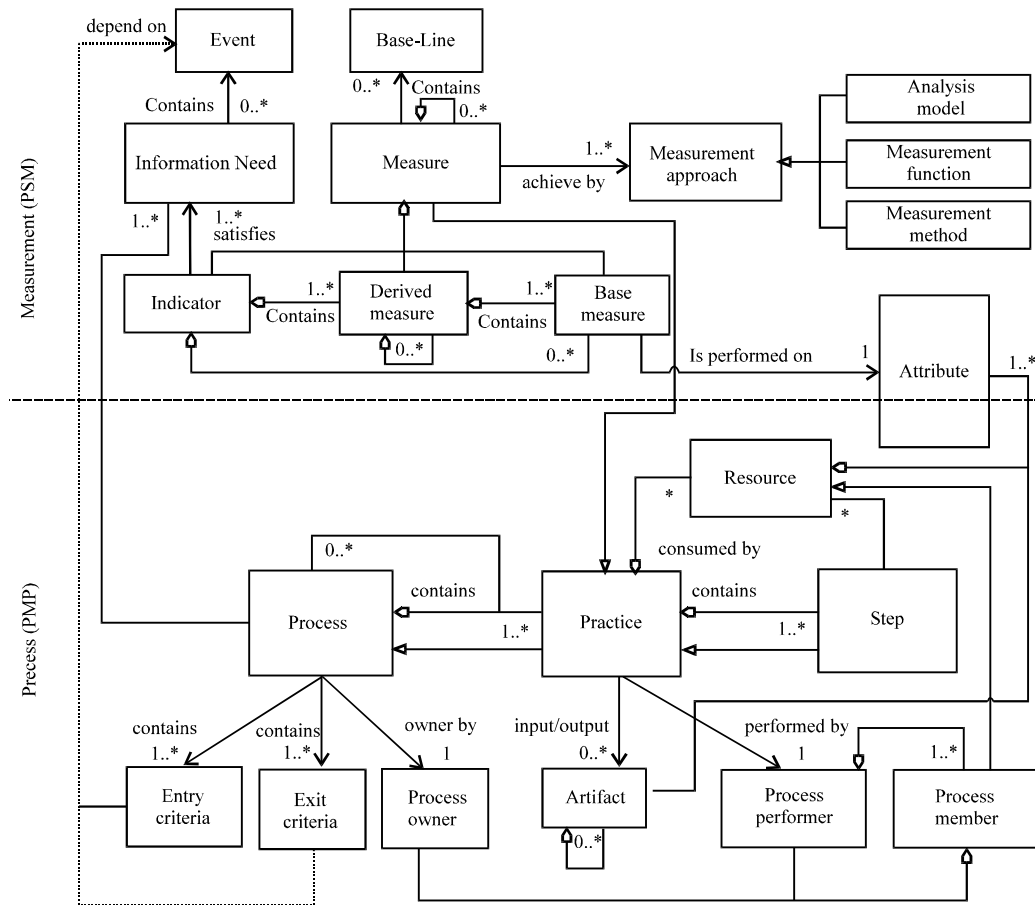 depend on
Event
Base-Line
Contains
0..*
0..*
Contains
0..*
Analysis
model
Information Need
Measure
1..*
achieve by
Measurement
approach
Measurement
function
Measurement
method
Measurement (PSM)
1..*
1..*
satisfies
Indicator
1..*
Contains
Derived
measure
1..*
Contains
Base
measure
0..*
0..*
Is performed on
1
Attribute
1..*
Resource
*
*
consumed by
0..*
Process
contains
1..*
Practice
contains
1..*
Step
Precess (PMP)
contains
1..*
contains
1..*
owner by
1
input/output
0..*
performed by
1
1..*
Entry
criteria
Exit
criteria
Process
owner
Artifact
0..*
Process
performer
Process
member